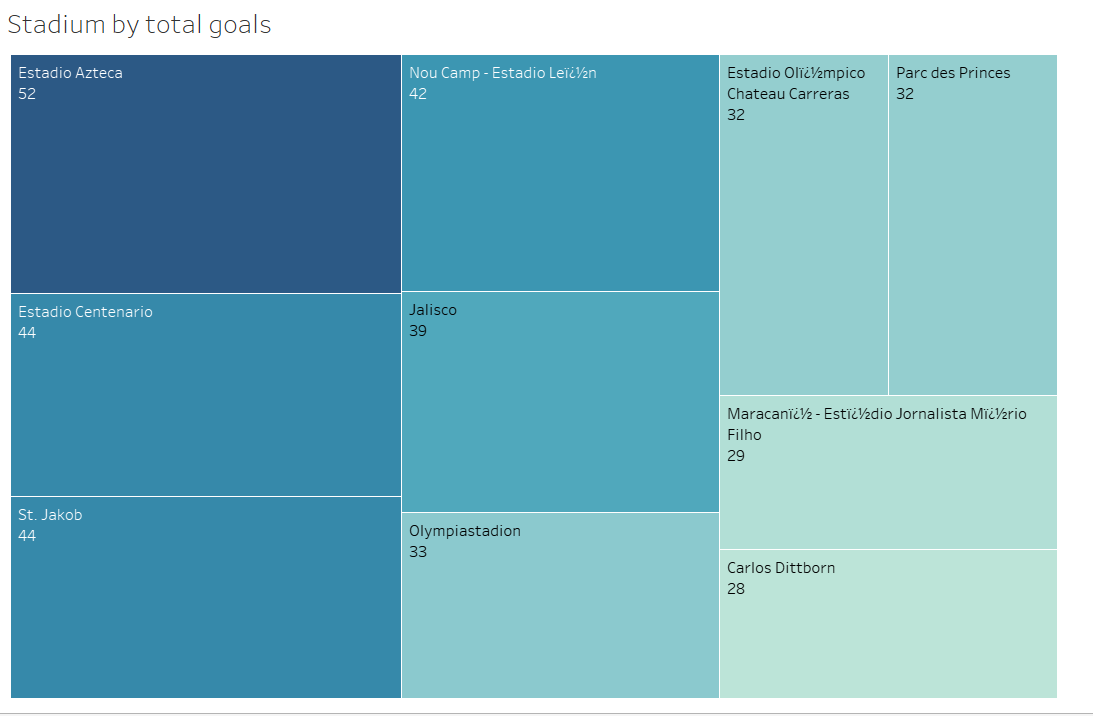 Stadium by total goals
Estadio Azteca
52
Estadio Centenario
44
St. Jakob
44
Nou Camp - Estadio Leï¿½n
42
Jalisco
39
Olympiastadion
33
Estadio Olï¿½mpico
Chateau Carreras
32
Parc des Princes
32
Maracanï¿½ - Estï¿½dio Jornalista Mï¿½rio
Filho
29
Carlos Dittborn
28